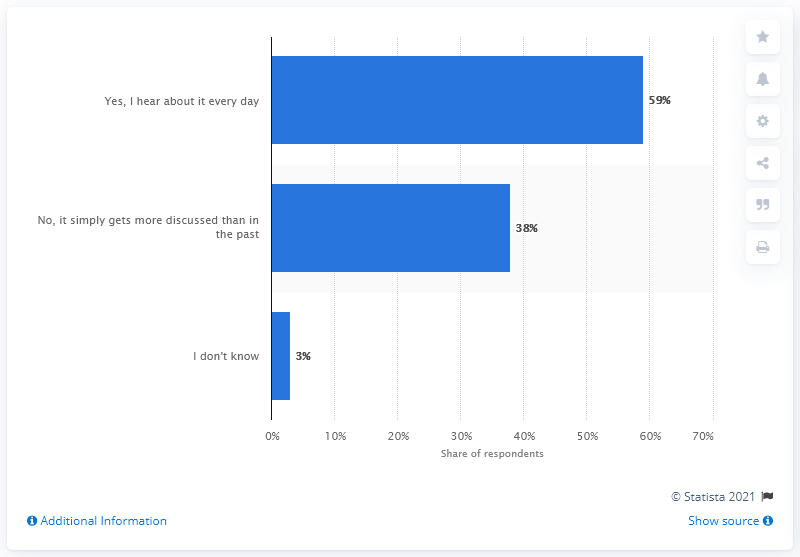 Yes, I hear about it every day
59%
No, it simply gets more discussed than in
the past
38%
I don't know
3%
0% 10% 20% 30% 40% 50% 60% 70%
Share of respondents
© Statista 2021
Additional Information
Show source